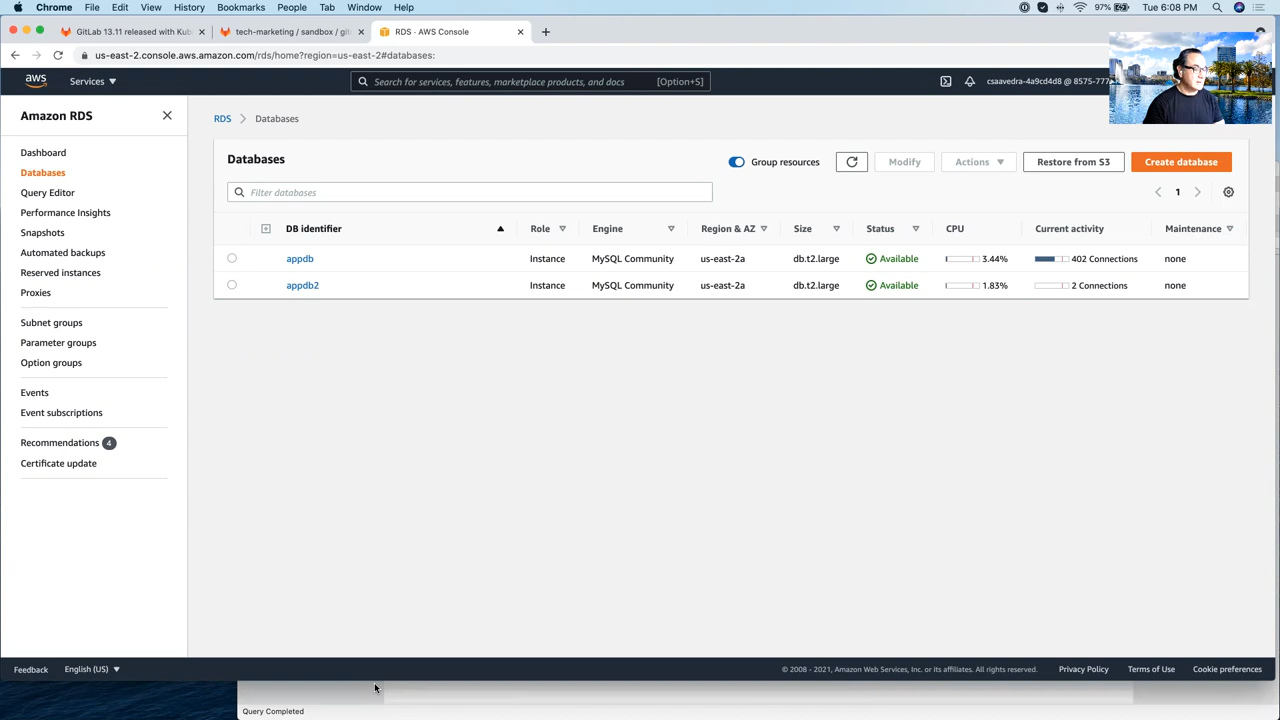 Chrome File Edit View History Bookmarks People Tab Window Help 97% Tue 6:08 PM
GitLab 13.11 released with Kub
tech-marketing / sandbox / git
RDS · AWS Console
us-east-2.console.aws.amazon.com/rds/home?region=us-east-2#databases:
aws Services Search for services, features, marketplace products, and docs [Option+S] csaavedra-4a9cd4d8 @ 8575-777
Amazon RDS
Dashboard
Databases
Query Editor
Performance Insights
Snapshots
Automated backups
Reserved instances
Proxies
Subnet groups
Parameter groups
Option groups
Events
Event subscriptions
Recommendations 4
Certificate update
RDS Databases
Databases Group resources Modify Actions Restore from S3 Create database
Filter databases 1
DB identifier Role Engine Region & AZ Size Status CPU Current activity Maintenance
appdb Instance MySQL Community us-east-2a db.t2.large Available 3.44% 402 Connections none
appdb2 Instance MySQL Community us-east-2a db.t2.large Available 1.83% 2 Connections none
Feedback English (US) © 2008 - 2021, Amazon Web Services, Inc. or its affiliates. All rights reserved. Privacy Policy Terms of Use Cookie preferences
Query Completed